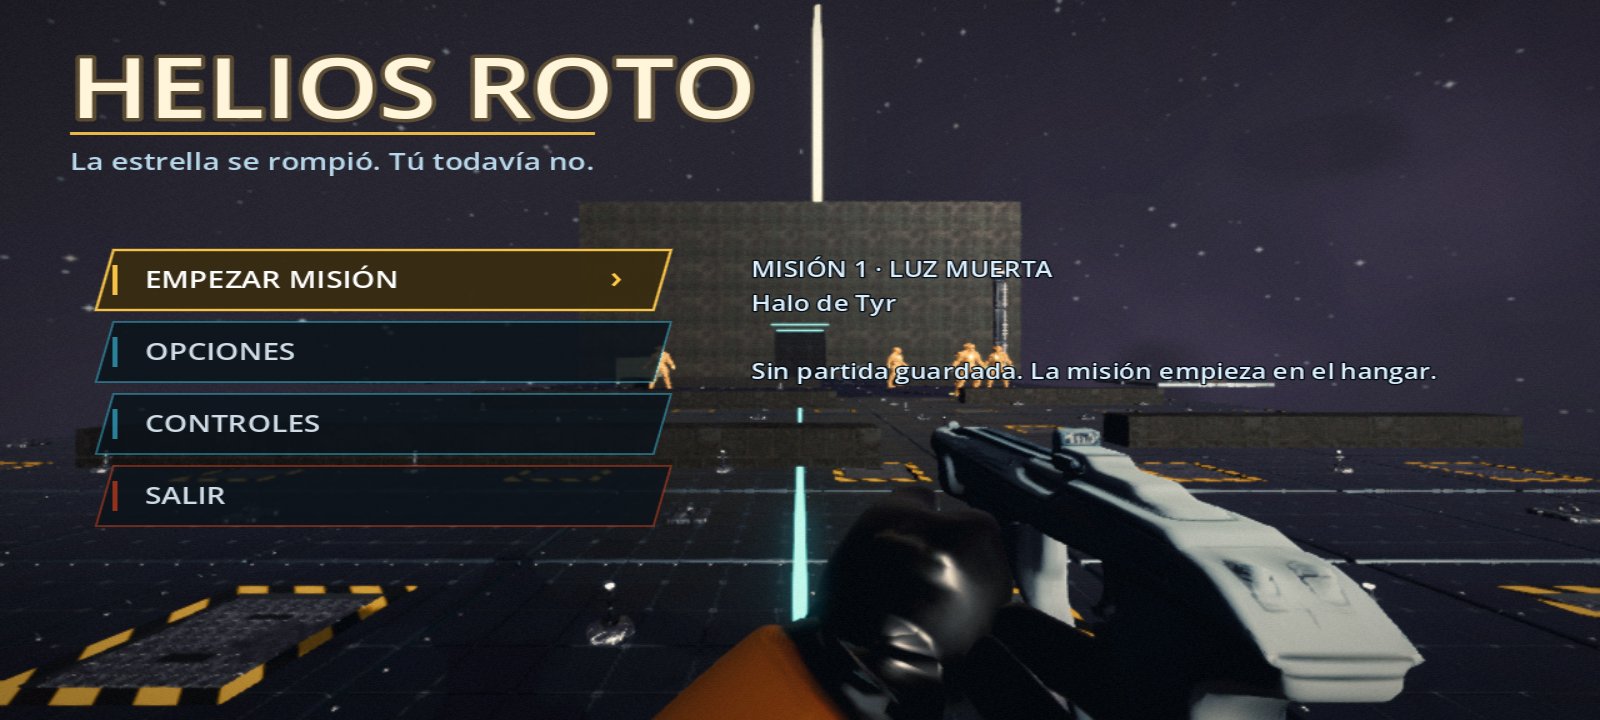 HELIOS ROTO
La estrella se rompió. Tú todavía no.
EMPEZAR MISIÓN ›
OPCIONES
CONTROLES
SALIR
MISIÓN 1 · LUZ MUERTA
Halo de Tyr
Sin partida guardada. La misión empieza en el hangar.